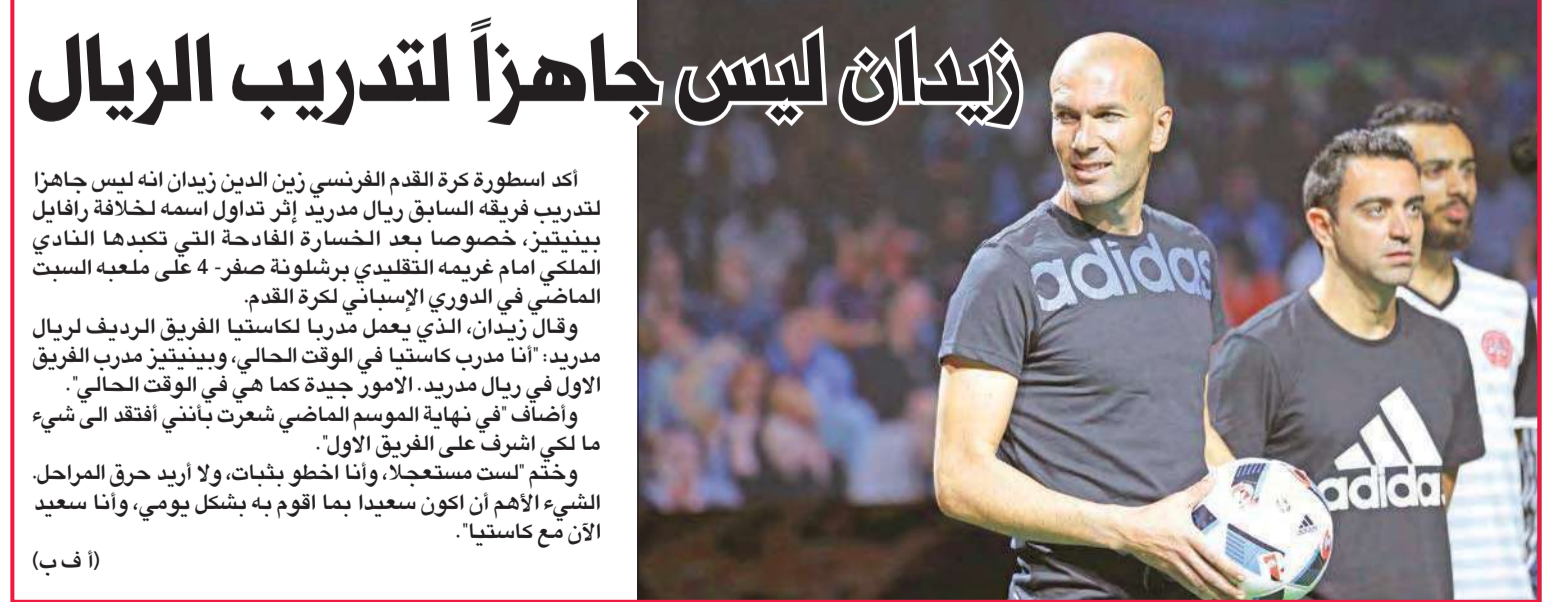 زيدان ليس جاهزاً لتدريب الريال
أكد اسطورة كرة القدم الفرنسي زين الدين زيدان انه ليس جاهزا
لتدريب فريقه السابق ريال مدريد إثر تداول اسمه لخلافة رافايل
بينيتيز، خصوصا بعد الخسارة الفادحة التي تكبدها النادي
الملكي امام غريمه التقليدي برشلونة صفر- 4 على ملعبه السبت
الماضي في الدوري الإسباني لكرة القدم.
وقال زيدان، الذي يعمل مدربا لكاستيا الفريق الرديف لريال
مدريد: "أنا مدرب كاستيا في الوقت الحالي، وبينيتيز مدرب الفريق
الاول في ريال مدريد. الامور جيدة كما هي في الوقت الحالي".
وأضاف "في نهاية الموسم الماضي شعرت بأنني أفتقد الى شيء
ما لكي اشرف على الفريق الاول".
وختم "لست مستعجلا، وأنا اخطو بثبات، ولا أريد حرق المراحل.
الشيء الأهم أن اكون سعيدا بما اقوم به بشكل يومي، وأنا سعيد
الآن مع كاستيا".
(أ ف ب)
adidas
adidas